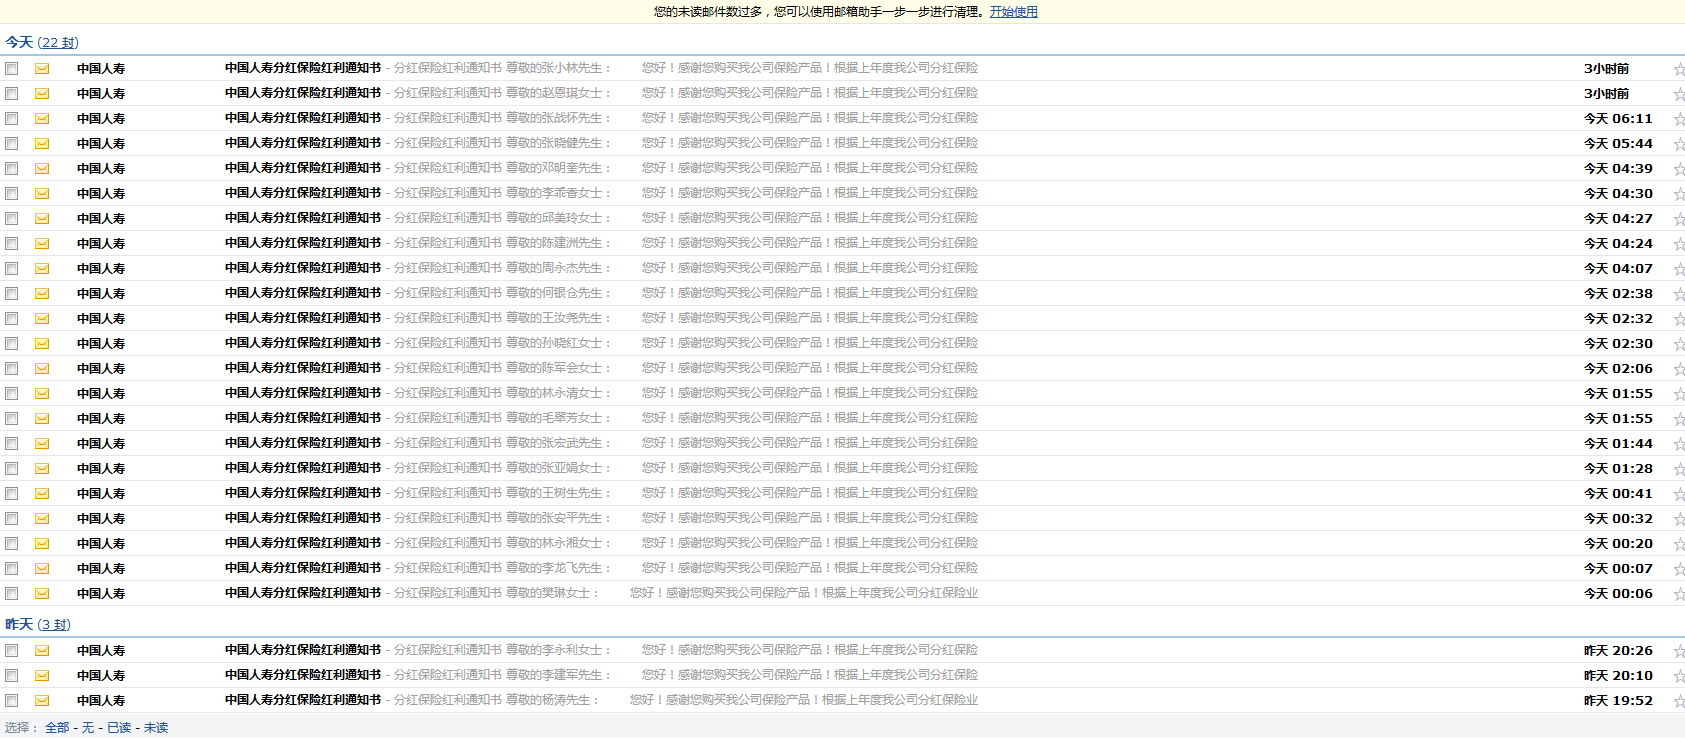 您的未读邮件数过多，您可以使用邮箱助手一步一步进行清理。开始使用
今天 (22 封)
中国人寿 中国人寿分红保险红利通知书 - 分红保险红利通知书 尊敬的张小林先生： 您好！感谢您购买我公司保险产品！根据上年度我公司分红保险 3小时前
中国人寿 中国人寿分红保险红利通知书 - 分红保险红利通知书 尊敬的赵恩琪女士： 您好！感谢您购买我公司保险产品！根据上年度我公司分红保险 3小时前
中国人寿 中国人寿分红保险红利通知书 - 分红保险红利通知书 尊敬的张战怀先生： 您好！感谢您购买我公司保险产品！根据上年度我公司分红保险 今天 06:11
中国人寿 中国人寿分红保险红利通知书 - 分红保险红利通知书 尊敬的张晓健先生： 您好！感谢您购买我公司保险产品！根据上年度我公司分红保险 今天 05:44
中国人寿 中国人寿分红保险红利通知书 - 分红保险红利通知书 尊敬的邓明奎先生： 您好！感谢您购买我公司保险产品！根据上年度我公司分红保险 今天 04:39
中国人寿 中国人寿分红保险红利通知书 - 分红保险红利通知书 尊敬的李乖香女士： 您好！感谢您购买我公司保险产品！根据上年度我公司分红保险 今天 04:30
中国人寿 中国人寿分红保险红利通知书 - 分红保险红利通知书 尊敬的邱美玲女士： 您好！感谢您购买我公司保险产品！根据上年度我公司分红保险 今天 04:27
中国人寿 中国人寿分红保险红利通知书 - 分红保险红利通知书 尊敬的陈建洲先生： 您好！感谢您购买我公司保险产品！根据上年度我公司分红保险 今天 04:24
中国人寿 中国人寿分红保险红利通知书 - 分红保险红利通知书 尊敬的周永杰先生： 您好！感谢您购买我公司保险产品！根据上年度我公司分红保险 今天 04:07
中国人寿 中国人寿分红保险红利通知书 - 分红保险红利通知书 尊敬的何银仓先生： 您好！感谢您购买我公司保险产品！根据上年度我公司分红保险 今天 02:38
中国人寿 中国人寿分红保险红利通知书 - 分红保险红利通知书 尊敬的王汝尧先生： 您好！感谢您购买我公司保险产品！根据上年度我公司分红保险 今天 02:32
中国人寿 中国人寿分红保险红利通知书 - 分红保险红利通知书 尊敬的孙晓红女士： 您好！感谢您购买我公司保险产品！根据上年度我公司分红保险 今天 02:30
中国人寿 中国人寿分红保险红利通知书 - 分红保险红利通知书 尊敬的陈军会女士： 您好！感谢您购买我公司保险产品！根据上年度我公司分红保险 今天 02:06
中国人寿 中国人寿分红保险红利通知书 - 分红保险红利通知书 尊敬的林永清女士： 您好！感谢您购买我公司保险产品！根据上年度我公司分红保险 今天 01:55
中国人寿 中国人寿分红保险红利通知书 - 分红保险红利通知书 尊敬的毛翠芳女士： 您好！感谢您购买我公司保险产品！根据上年度我公司分红保险 今天 01:55
中国人寿 中国人寿分红保险红利通知书 - 分红保险红利通知书 尊敬的张宏武先生： 您好！感谢您购买我公司保险产品！根据上年度我公司分红保险 今天 01:44
中国人寿 中国人寿分红保险红利通知书 - 分红保险红利通知书 尊敬的张亚娟女士： 您好！感谢您购买我公司保险产品！根据上年度我公司分红保险 今天 01:28
中国人寿 中国人寿分红保险红利通知书 - 分红保险红利通知书 尊敬的王树生先生： 您好！感谢您购买我公司保险产品！根据上年度我公司分红保险 今天 00:41
中国人寿 中国人寿分红保险红利通知书 - 分红保险红利通知书 尊敬的张安平先生： 您好！感谢您购买我公司保险产品！根据上年度我公司分红保险 今天 00:32
中国人寿 中国人寿分红保险红利通知书 - 分红保险红利通知书 尊敬的林永湘女士： 您好！感谢您购买我公司保险产品！根据上年度我公司分红保险 今天 00:20
中国人寿 中国人寿分红保险红利通知书 - 分红保险红利通知书 尊敬的李龙飞先生： 您好！感谢您购买我公司保险产品！根据上年度我公司分红保险 今天 00:07
中国人寿 中国人寿分红保险红利通知书 - 分红保险红利通知书 尊敬的樊琳女士： 您好！感谢您购买我公司保险产品！根据上年度我公司分红保险业 今天 00:06
昨天 (3 封)
中国人寿 中国人寿分红保险红利通知书 - 分红保险红利通知书 尊敬的李永利女士： 您好！感谢您购买我公司保险产品！根据上年度我公司分红保险 昨天 20:26
中国人寿 中国人寿分红保险红利通知书 - 分红保险红利通知书 尊敬的李建军先生： 您好！感谢您购买我公司保险产品！根据上年度我公司分红保险 昨天 20:10
中国人寿 中国人寿分红保险红利通知书 - 分红保险红利通知书 尊敬的杨涛先生： 您好！感谢您购买我公司保险产品！根据上年度我公司分红保险业 昨天 19:52
选择： 全部 - 无 - 已读 - 未读